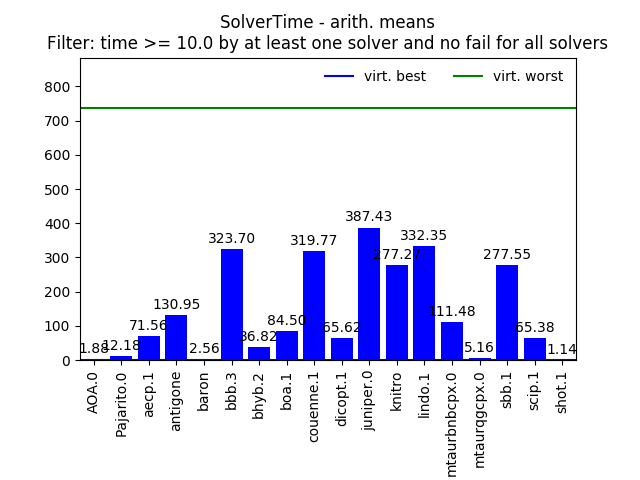 SolverTime - arith. means
Filter: time >= 10.0 by at least one solver and no fail for all solvers
virt. best
virt. worst
800
700
600
500
400
300
200
100
0
1.88
12.18
71.56
130.95
2.56
323.70
36.82
84.50
319.77
65.62
387.43
277.27
332.35
111.48
5.16
277.55
65.38
1.14
AOA.0
Pajarito.0
aecp.1
antigone
baron
bbb.3
bhyb.2
boa.1
couenne.1
dicopt.1
juniper.0
knitro
lindo.1
mtaurbnbcpx.0
mtaurqgcpx.0
sbb.1
scip.1
shot.1